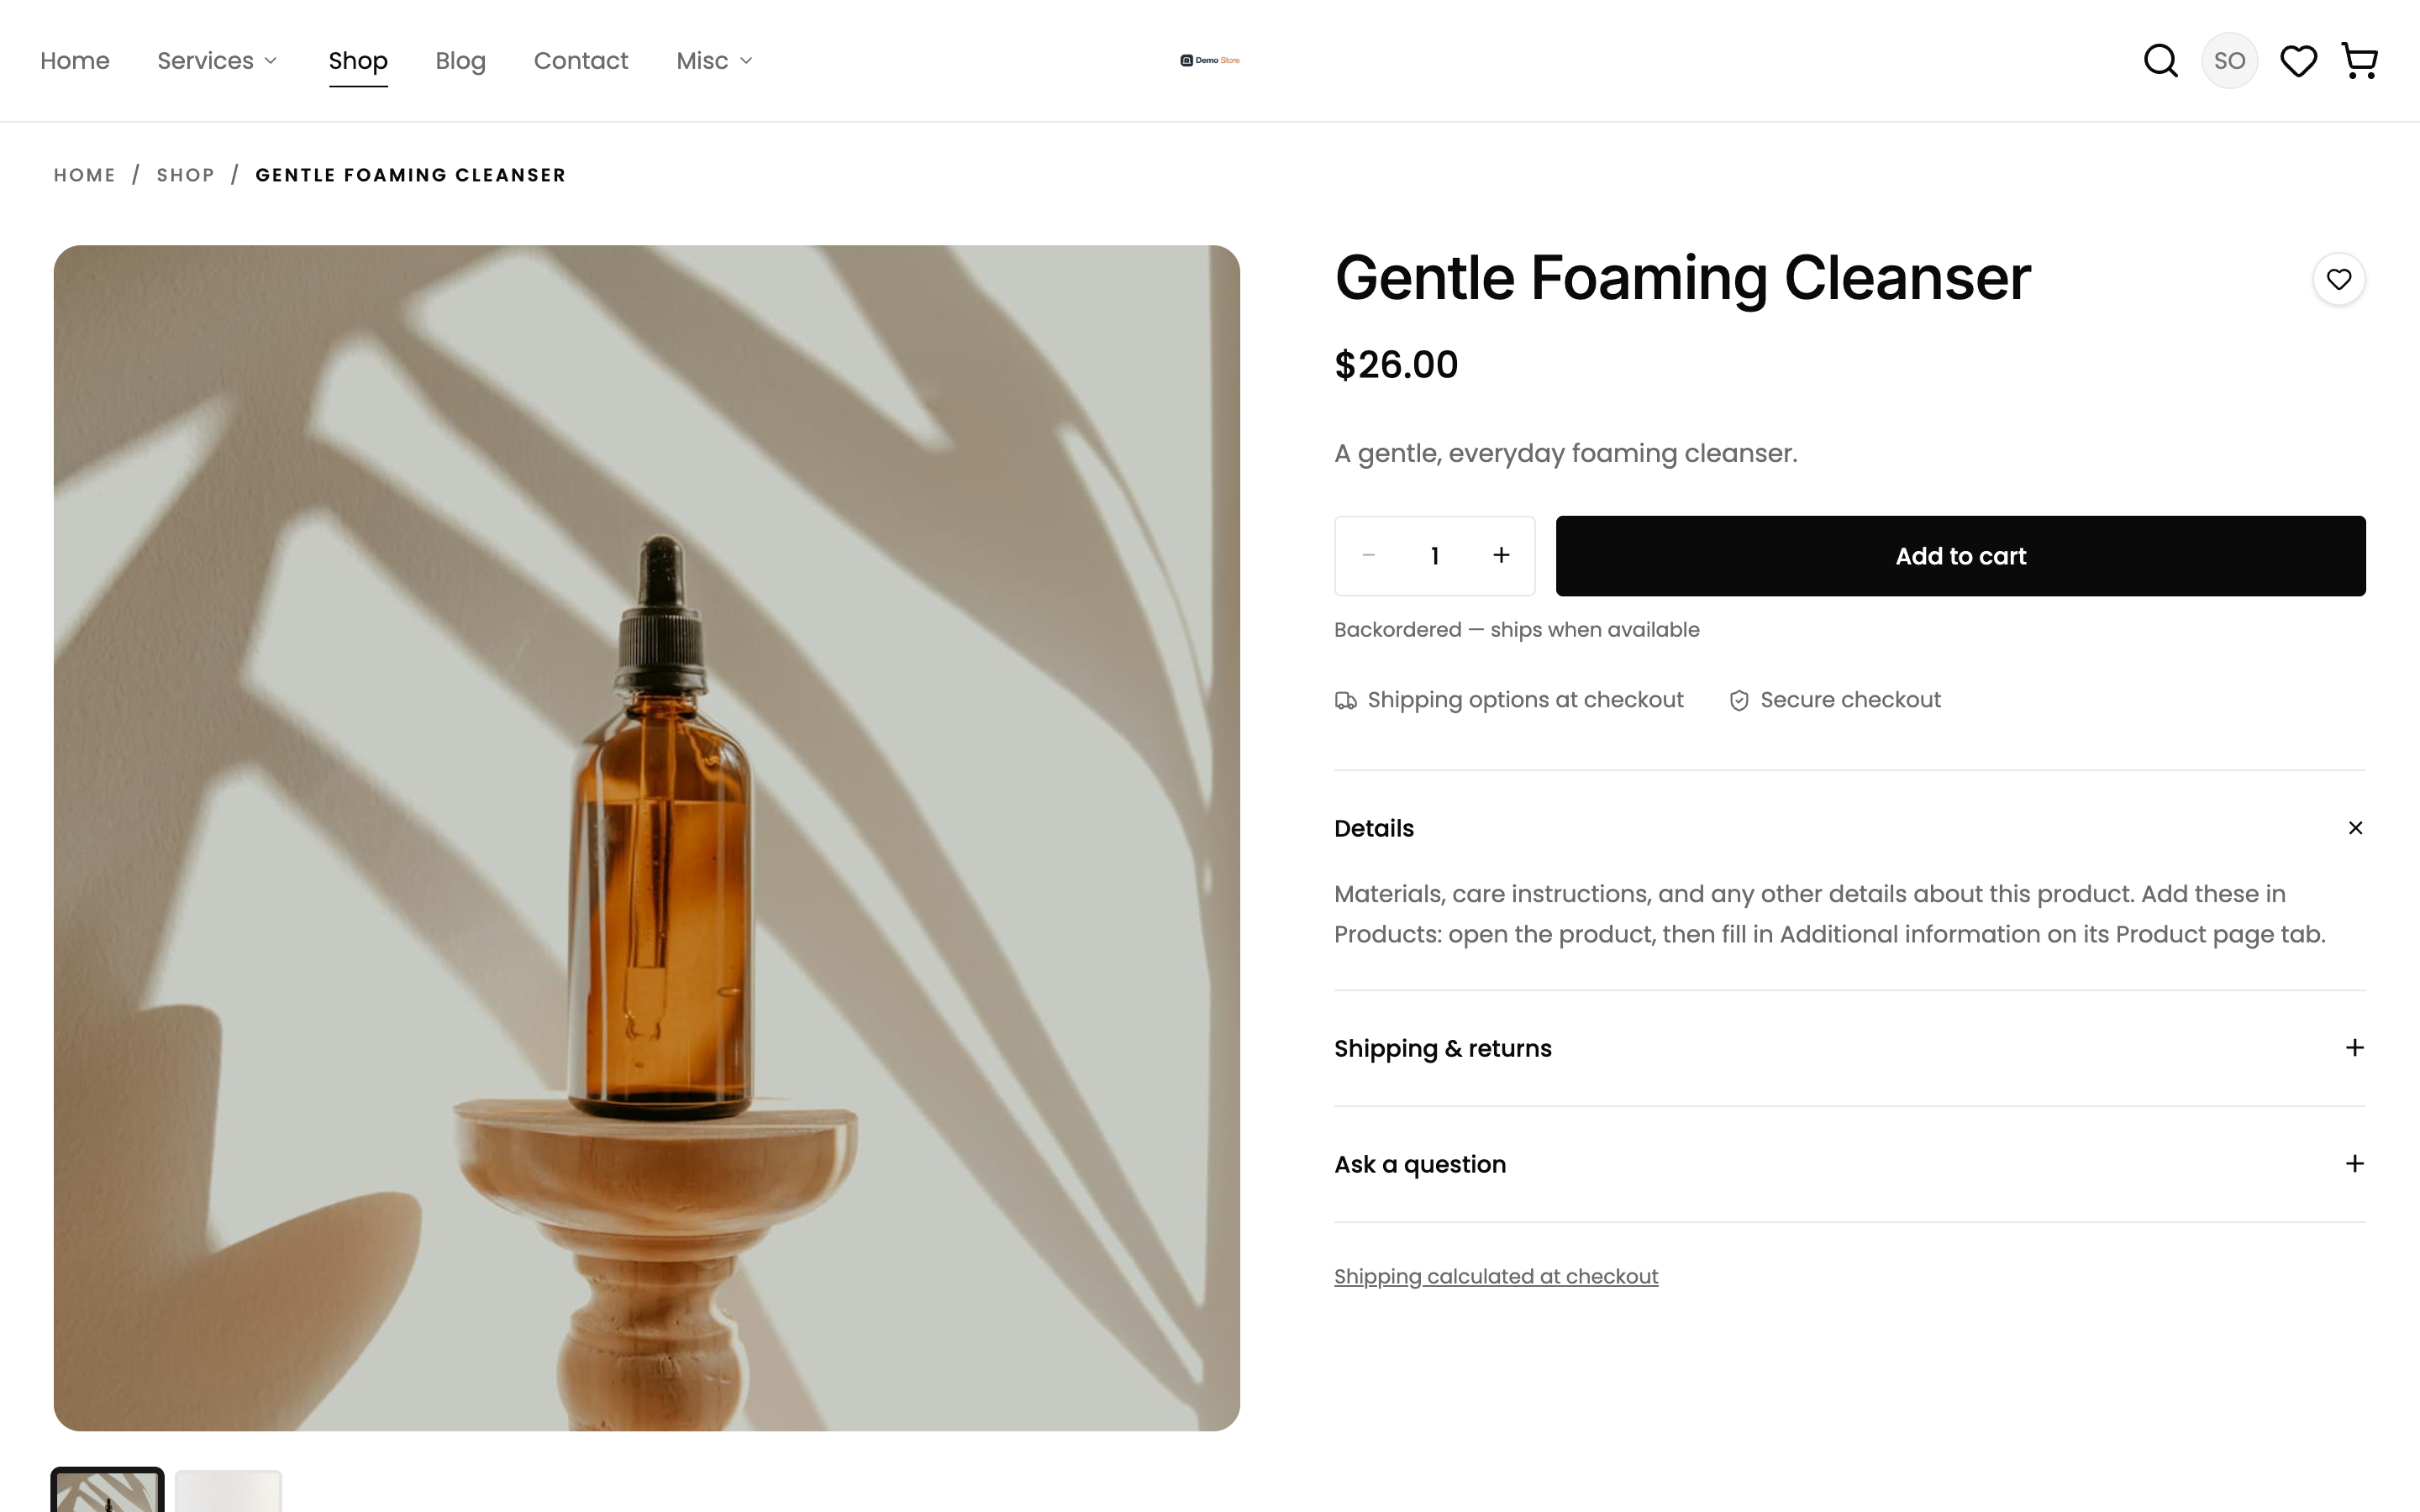 Home Services Shop Blog Contact Misc
Demo Store
SO
HOME / SHOP / GENTLE FOAMING CLEANSER
Gentle Foaming Cleanser
$26.00
A gentle, everyday foaming cleanser.
1
Add to cart
Backordered — ships when available
Shipping options at checkout
Secure checkout
Details
Materials, care instructions, and any other details about this product. Add these in
Products: open the product, then fill in Additional information on its Product page tab.
Shipping & returns
Ask a question
Shipping calculated at checkout